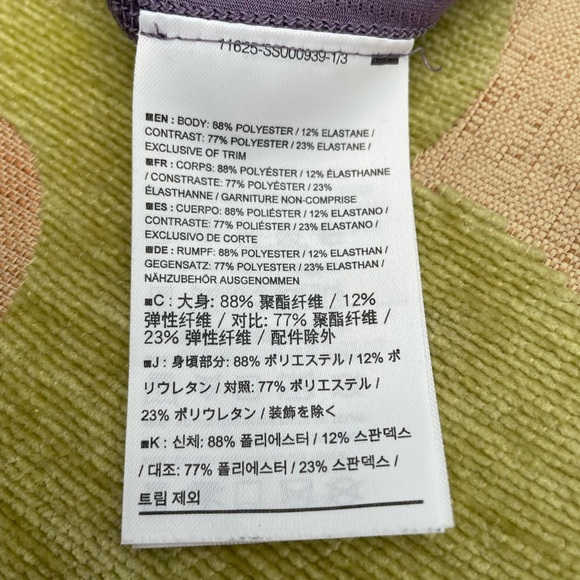 11625-SS000939-1/3
■EN : BODY: 88% POLYESTER / 12% ELASTANE /
CONTRAST: 77% POLYESTER / 23% ELASTANE /
EXCLUSIVE OF TRIM
■FR : CORPS: 88% POLYÉSTER / 12% ÉLASTHANNE
/ CONSTRASTE: 77% POLYÉSTER / 23%
ÉLASTHANNE / GARNITURE NON-COMPRISE
■ES : CUERPO: 88% POLIÉSTER / 12% ELASTANO /
CONTRASTE: 77% POLIÉSTER / 23% ELASTANO /
EXCLUSIVO DE CORTE
■DE : RUMPF: 88% POLYESTER / 12% ELASTHAN /
GEGENSATZ: 77% POLYESTER / 23% ELASTHAN /
NÄHZUBEHÖR AUSGENOMMEN
■C : 大身: 88% 聚酯纤维 / 12%
弹性纤维 / 对比: 77% 聚酯纤维 /
23% 弹性纤维 / 配件除外
■J : 身頃部分: 88% ポリエステル / 12% ポ
リウレタン / 対照: 77% ポリエステル /
23% ポリウレタン / 装飾を除く
■K : 신체: 88% 폴리에스터 / 12% 스판덱스
/ 대조: 77% 폴리에스터 / 23% 스판덱스 /
트림 제외